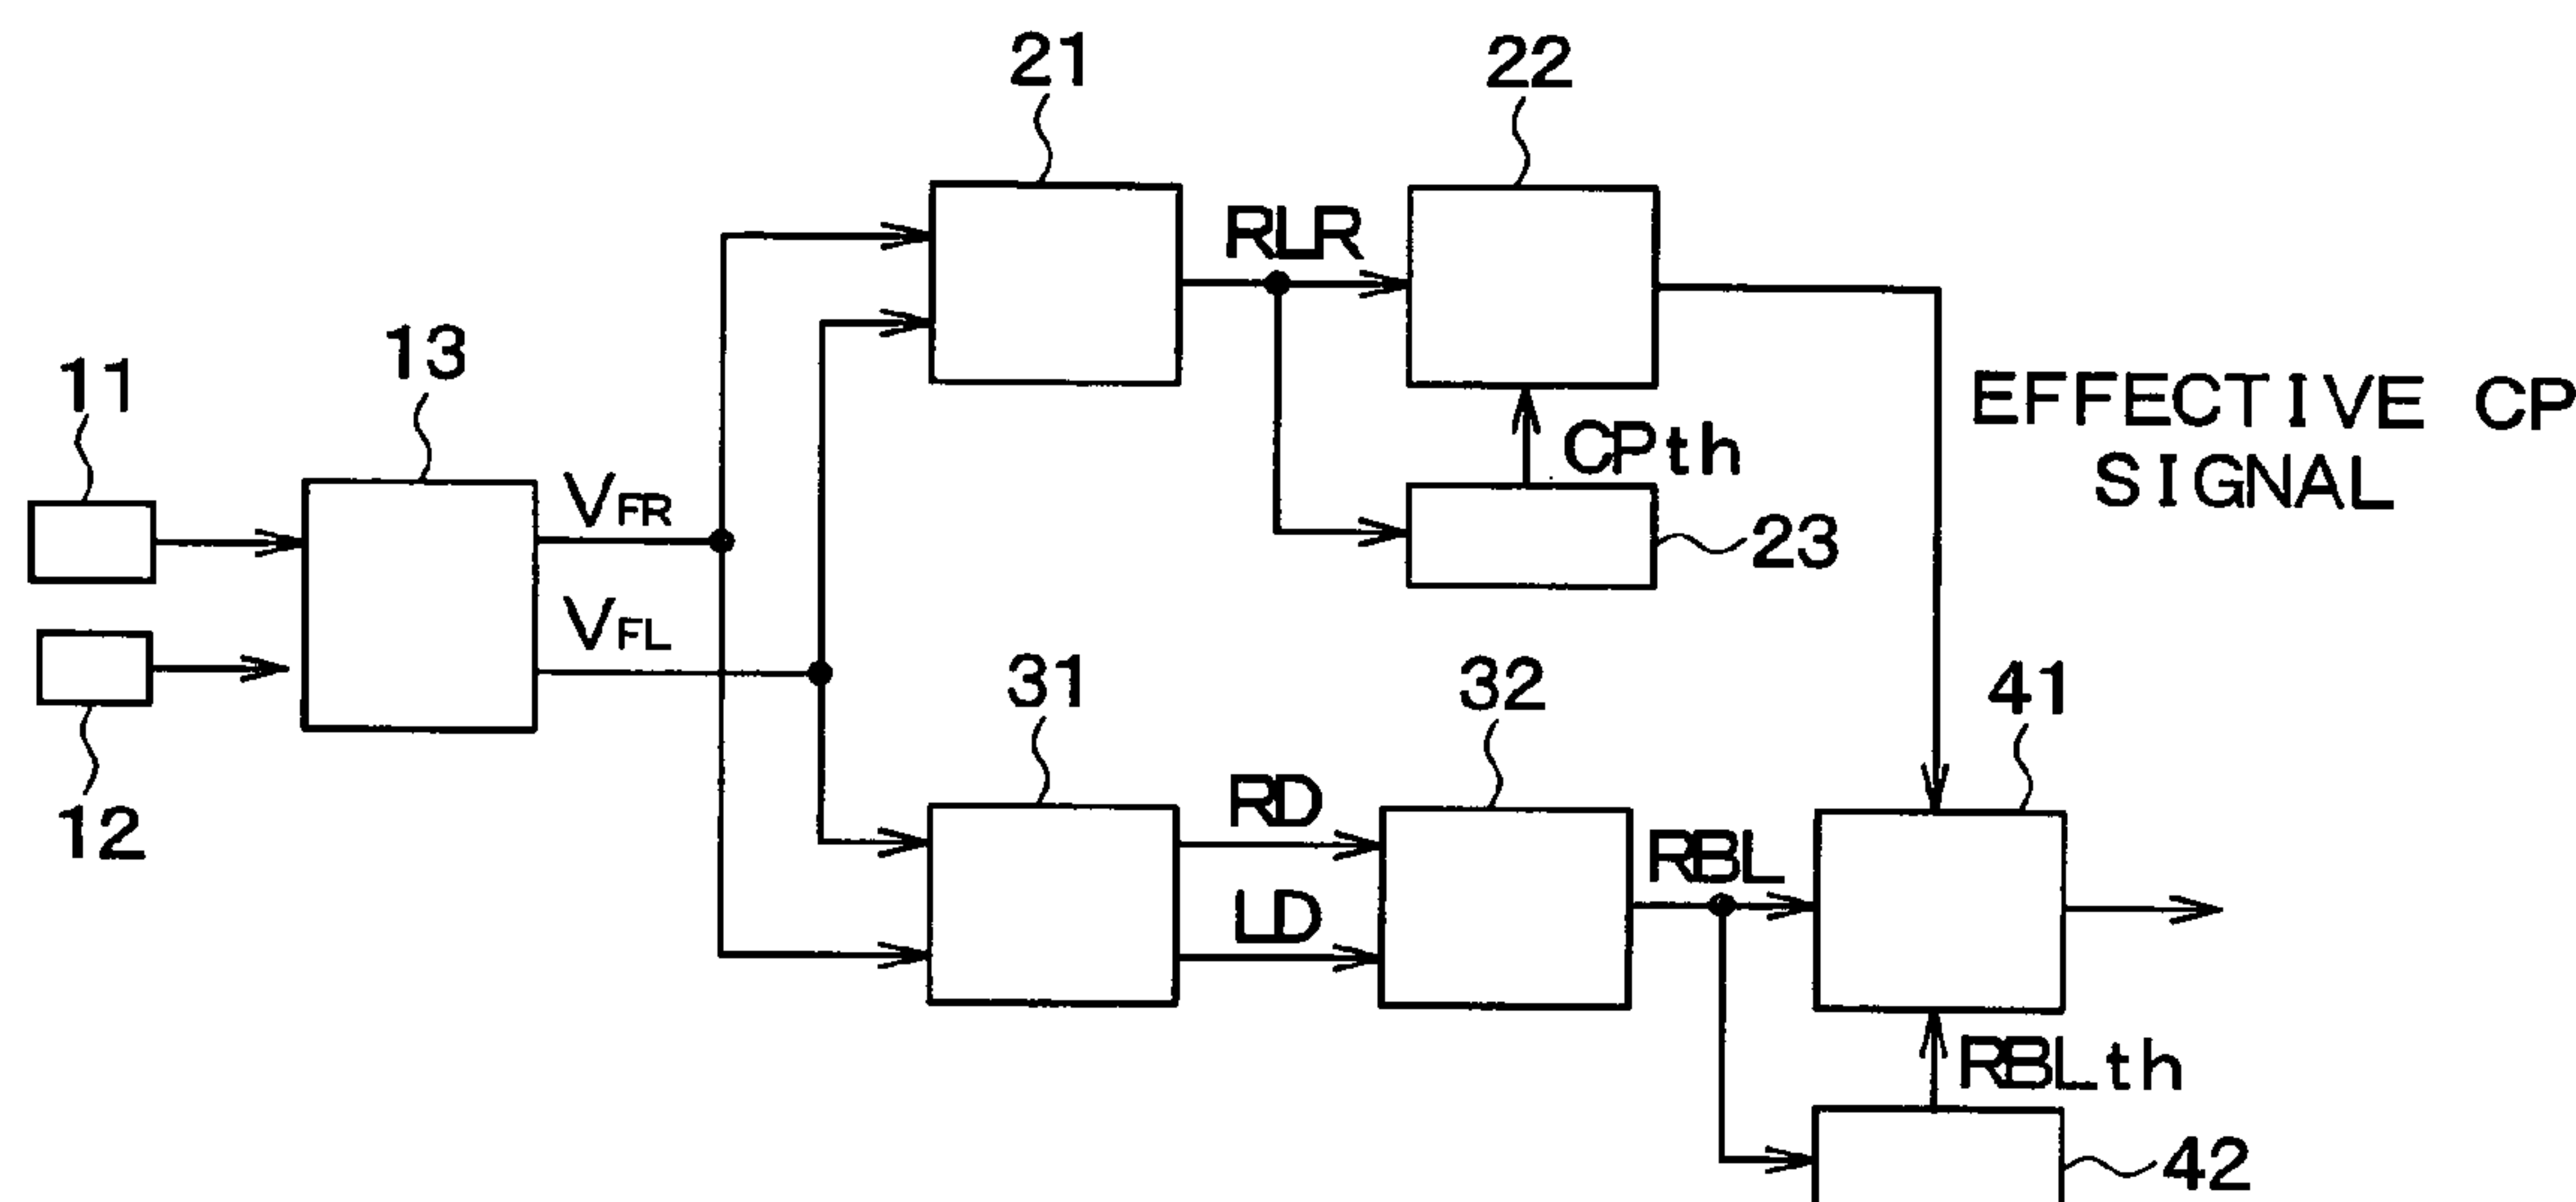 21
22
RLR
13
11
EFFECTIVE CP
SIGNAL
CPth
VFR
23
VFL
31
32
41
12
RD
RBL
LD
RBLth
42